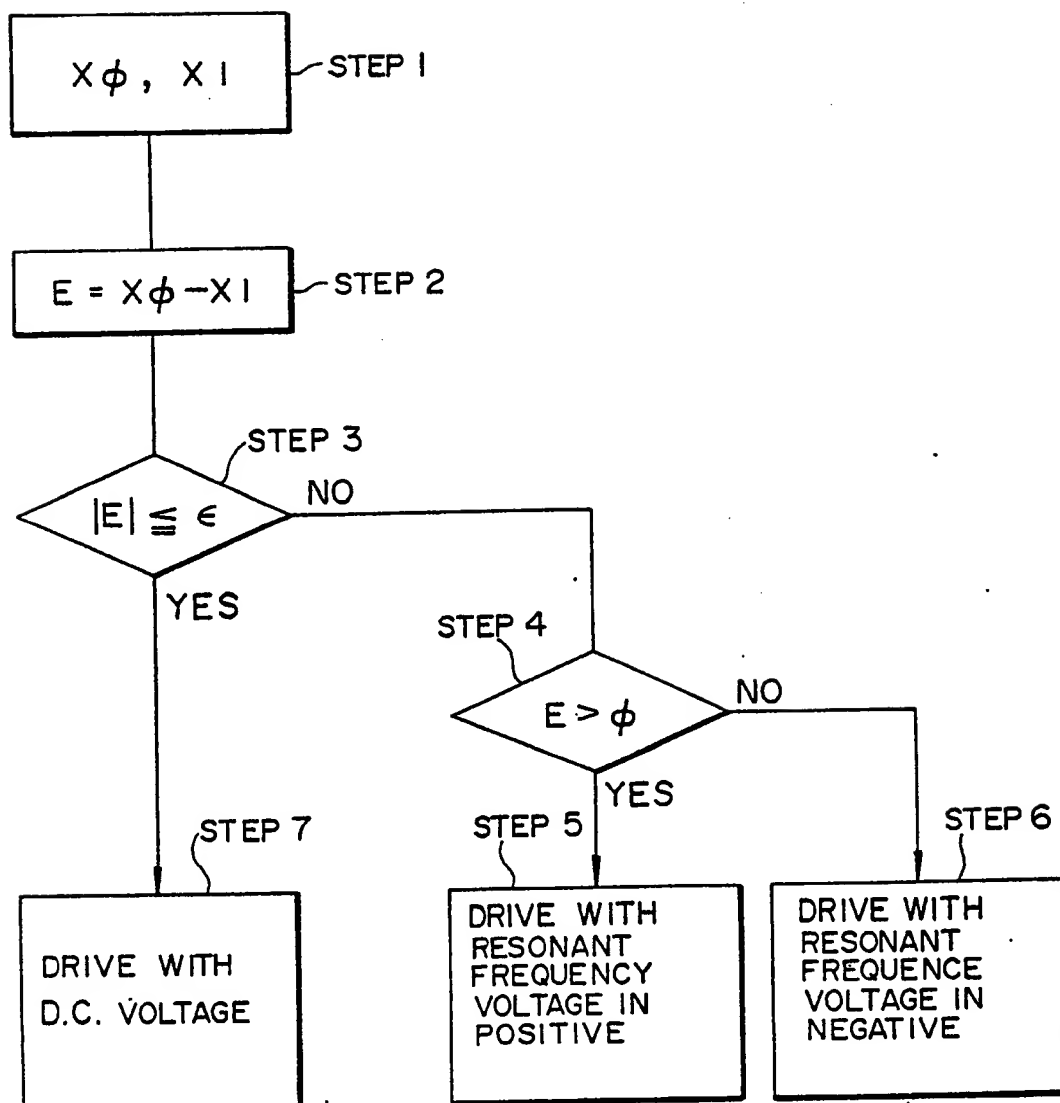 Xϕ, X1
STEP 1
E = Xϕ-X1
STEP 2
STEP 3
|E| ≦ ϵ
NO
YES
STEP 4
E > ϕ
NO
YES
STEP 7
STEP 5
STEP 6
DRIVE WITH
D.C. VOLTAGE
DRIVE WITH
RESONANT
FREQUENCY
VOLTAGE IN
POSITIVE
DRIVE WITH
RESONANT
FREQUENCE
VOLTAGE IN
NEGATIVE